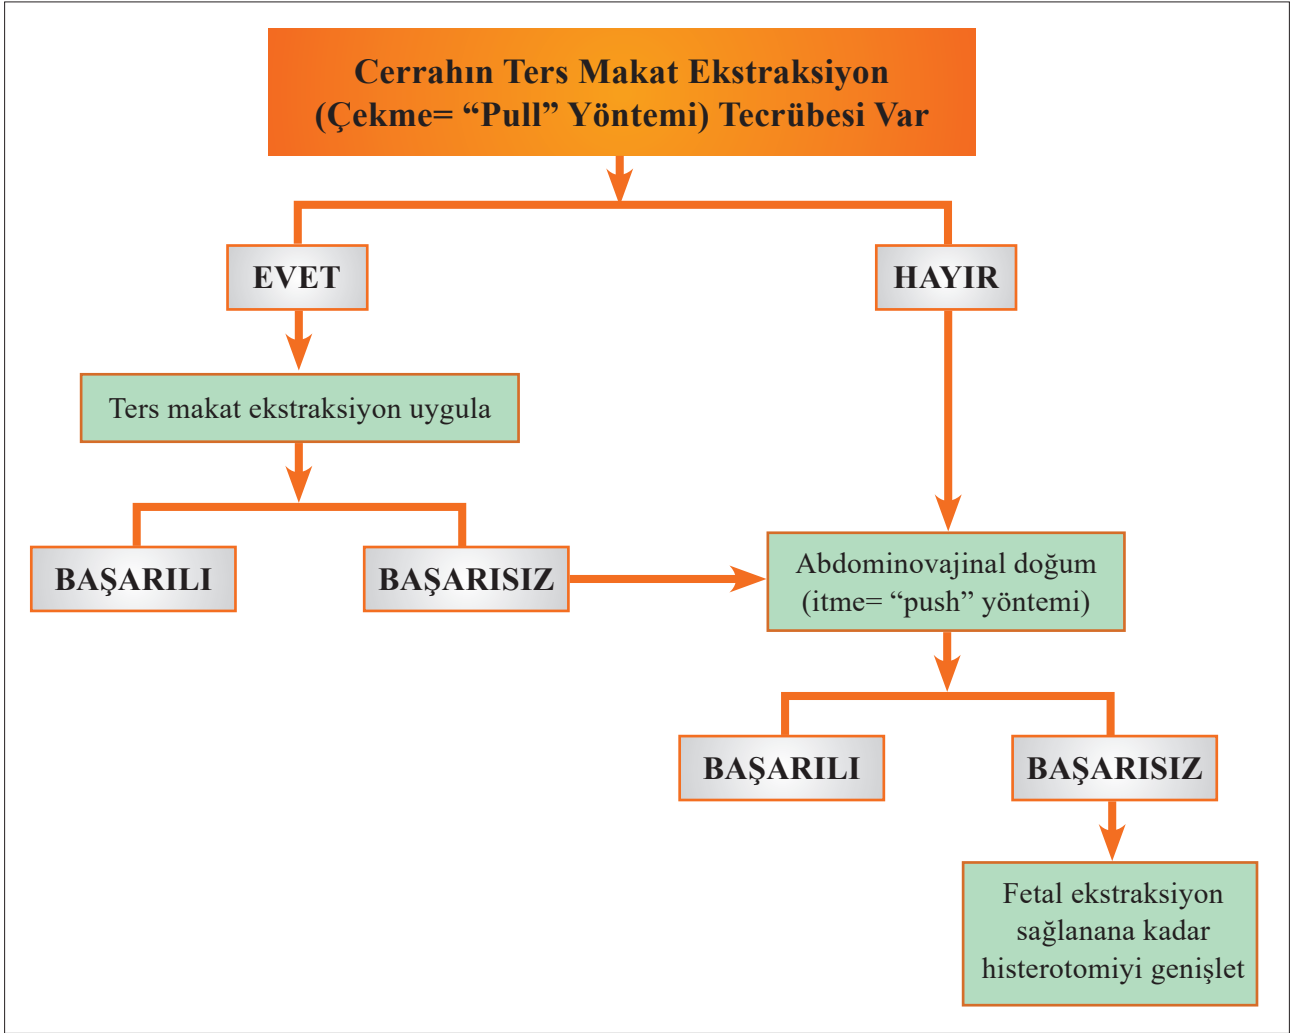 Cerrahın Ters Makat Ekstraksiyon
(Çekme= “Pull” Yöntemi) Tecrübesi Var
EVET
HAYIR
Ters makat ekstraksiyon uygula
BAŞARILI
BAŞARISIZ
Abdominovajinal doğum
(itme= “push” yöntemi)
BAŞARILI
BAŞARISIZ
Fetal ekstraksiyon
sağlanana kadar
histerotomiyi genişlet